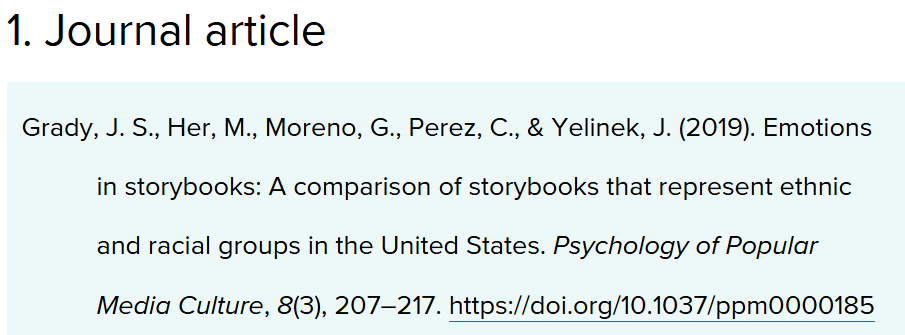 1. Journal article
Grady, J. S., Her, M., Moreno, G., Perez, C., & Yelinek, J. (2019). Emotions
in storybooks: A comparison of storybooks that represent ethnic
and racial groups in the United States. Psychology of Popular
Media Culture, 8(3), 207–217. https://doi.org/10.1037/ppm0000185